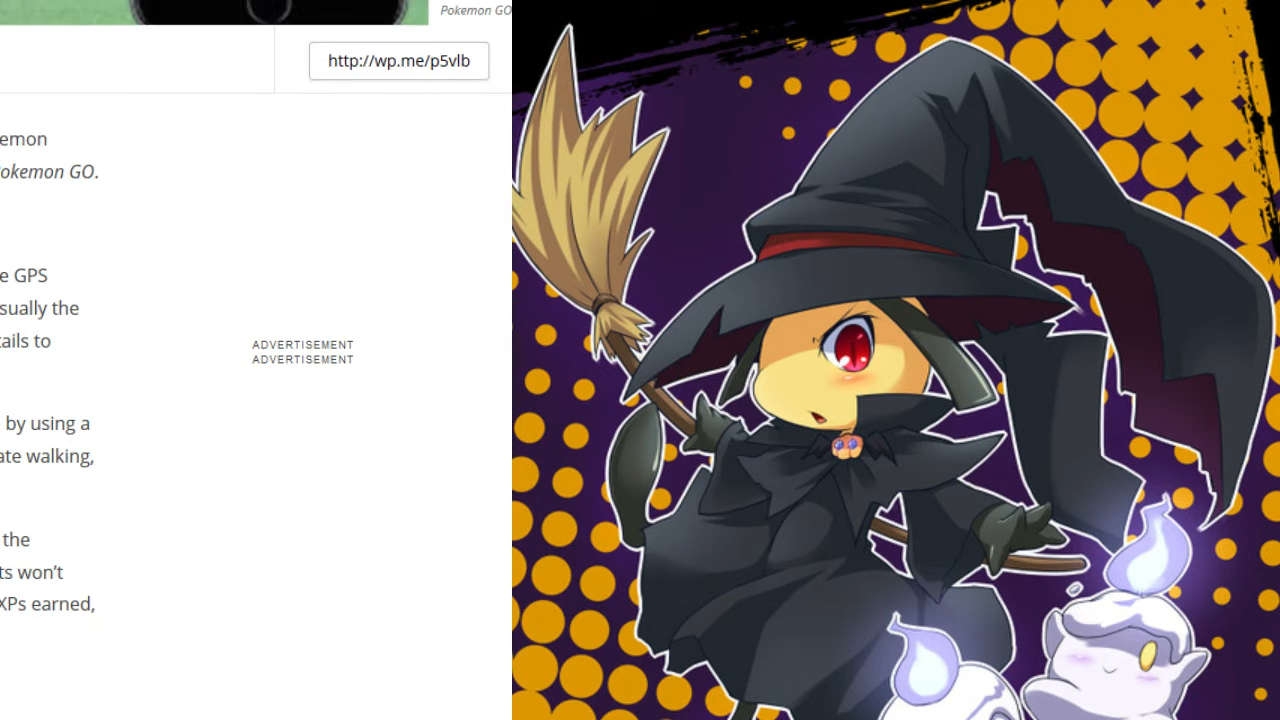 Pokemon GO
http://wp.me/p5vlb
emon
okemon GO.
e GPS
sually the
ails to
ADVERTISEMENT
ADVERTISEMENT
by using a
ate walking,
the
ts won't
XPs earned,